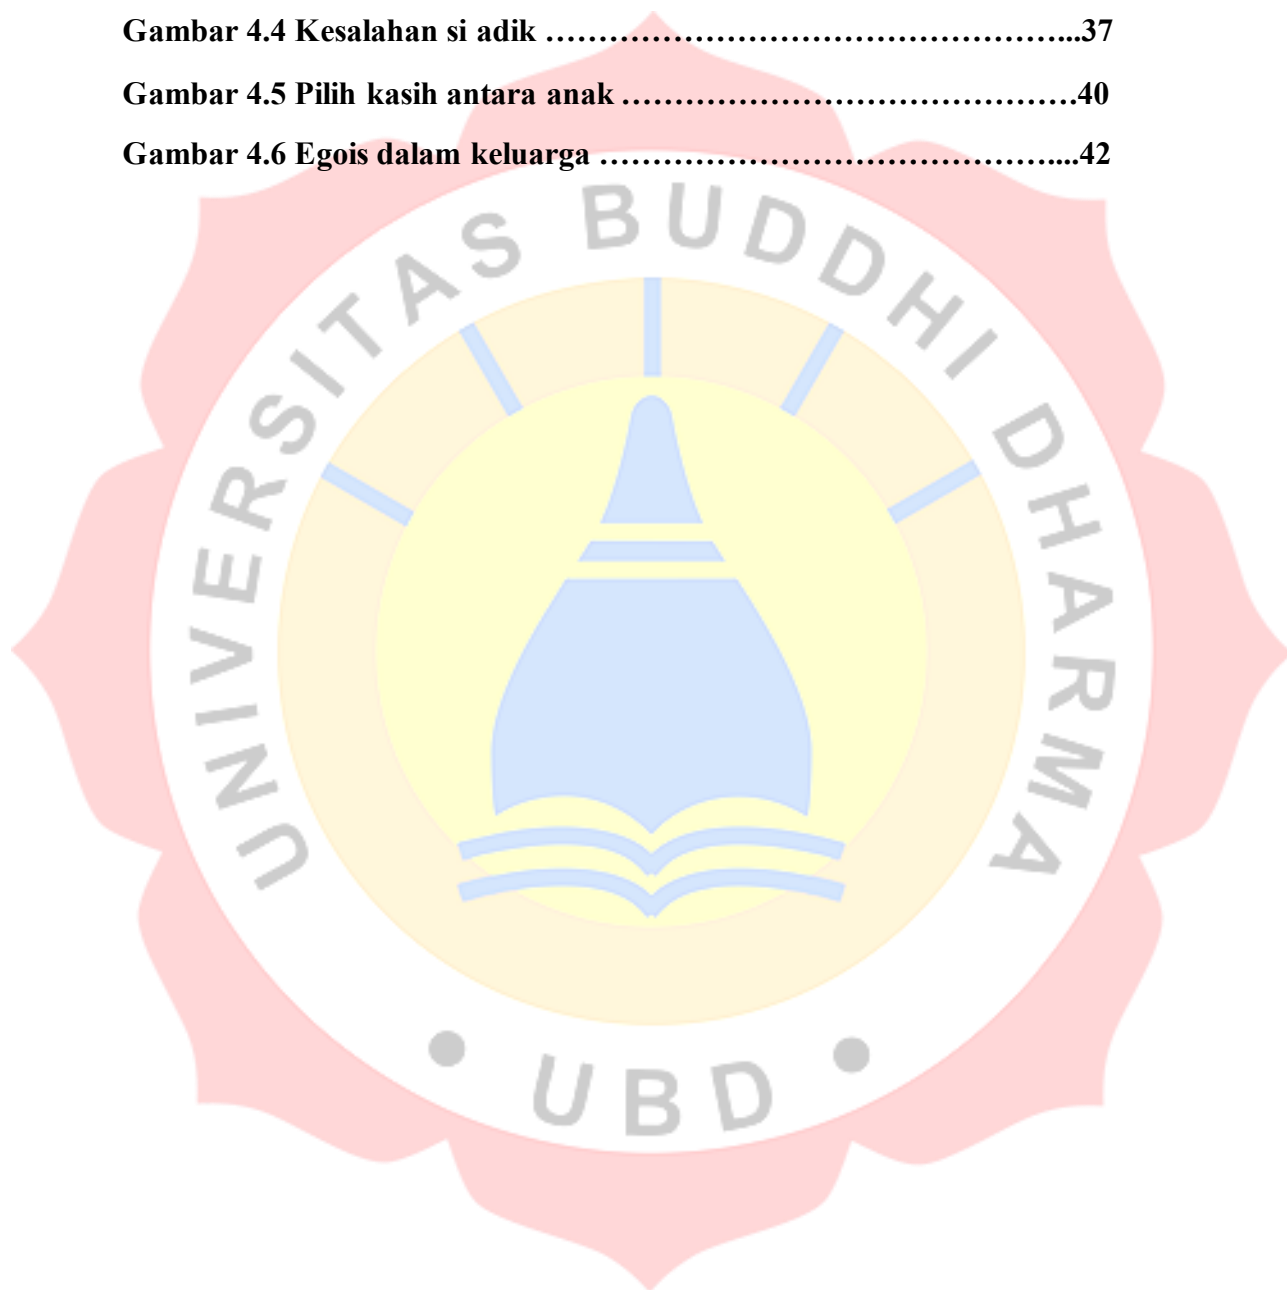 Gambar 4.4 Kesalahan si adik …………………………………………...37
Gambar 4.5 Pilih kasih antara anak …………………………………….40
Gambar 4.6 Egois dalam keluarga ……………………………………....42
UNIVERSITAS BUDDHI DHARMA
• UBD •